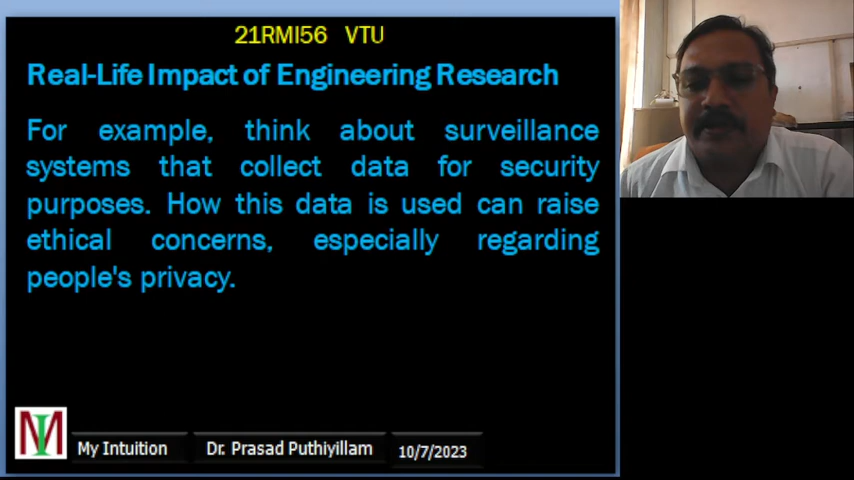 21RMI56 VTU
Real-Life Impact of Engineering Research
For example, think about surveillance
systems that collect data for security
purposes. How this data is used can raise
ethical concerns, especially regarding
people's privacy.
MI
My Intuition
Dr. Prasad Puthiyillam
10/7/2023